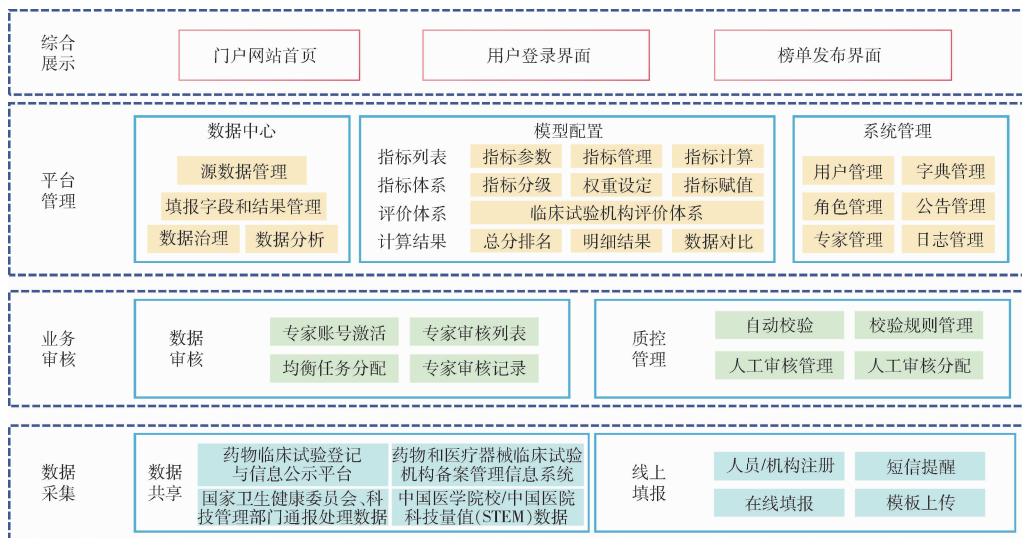 综合
展示
门户网站首页
用户登录界面
榜单发布界面
平台
管理
数据中心
源数据管理
填报字段和结果管理
数据治理
数据分析
模型配置
指标列表
指标参数
指标管理
指标计算
指标体系
指标分级
权重设定
指标赋值
评价体系
临床试验机构评价体系
计算结果
总分排名
明细结果
数据对比
系统管理
用户管理
字典管理
角色管理
公告管理
专家管理
日志管理
业务
审核
数据
审核
专家账号激活
专家审核列表
均衡任务分配
专家审核记录
质控
管理
自动校验
校验规则管理
人工审核管理
人工审核分配
数据
采集
数据
共享
药物临床试验登记
与信息公示平台
药物和医疗器械临床试验
机构备案管理信息系统
国家卫生健康委员会、科
技管理部门通报处理数据
中国医学院校/中国医院
科技量值(STEM)数据
线上
填报
人员/机构注册
短信提醒
在线填报
模板上传